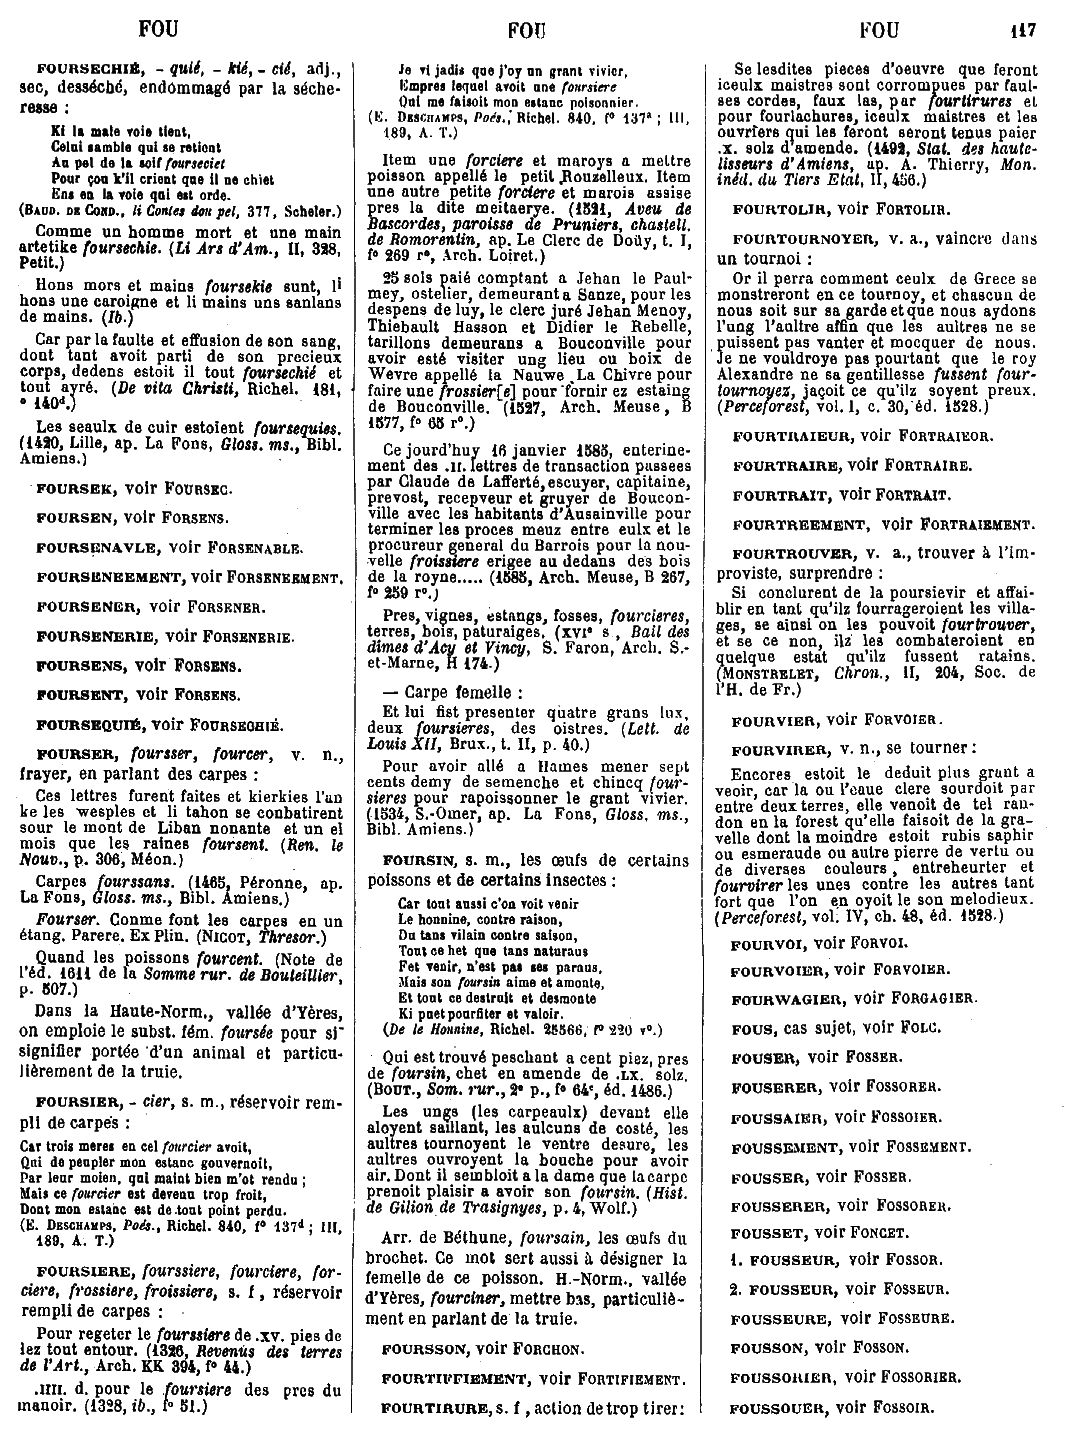 FOU
FOU
FOU
117
FOURSECHIÉ, - quié, - kié, - cié, adj.,
sec, desséché, endommagé par la séche-
resse :
Ki la male voie tient,
Celui samble qui se retient
Au pel de la soif fourseciet
Pour çou k'il crient que il ne chiet
Ens en la voie qui est orde.
(BAUD. DE COND., li Contes dou pel, 377, Scheler.)
Comme un homme mort et une main
artetike foursechie. (Li Ars d'Am., II, 328,
Petit.)
Hons mors et mains foursekie sunt, li
hons une caroigne et li mains uns sanlans
de mains. (Ib.)
Car par la faulte et effusion de son sang,
dont tant avoit parti de son precieux
corps, dedens estoit il tout foursechié et
tout ayré. (De vita Christi, Richel. 181,
° 140d.)
Les seaulx de cuir estoient foursequies.
(1420, Lille, ap. La Fons, Gloss. ms., Bibl.
Amiens.)
FOURSEK, voir FOURSEC.
FOURSEN, voir FORSENS.
FOURSENAVLE, voir FORSENABLE.
FOURSENEEMENT, voir FORSENEEMENT.
FOURSENER, voir FORSENER.
FOURSENERIE, voir FORSENERIE.
FOURSENS, voir FORSENS.
FOURSENT, voir FORSENS.
FOURSEQUIÉ, voir FOURSECHIÉ.
FOURSER, foursser, fourcer, v. n.,
frayer, en parlant des carpes :
Ces lettres furent faites et kierkies l'an
ke les wesples et li tahon se conbatirent
sour le mont de Liban nonante et un el
mois que les raines foursent. (Ren. le
Nouv., p. 306, Méon.)
Carpes fourssans. (1465, Péronne, ap.
La Fons, Gloss. ms., Bibl. Amiens.)
Fourser. Conme font les carpes en un
étang. Parere. Ex Plin. (NICOT, Thresor.)
Quand les poissons fourcent. (Note de
l'éd. 1611 de la Somme rur. de Bouteillier,
p. 507.)
Dans la Haute-Norm., vallée d'Yères,
on emploie le subst. fém. foursée pour si-
signifier portée d'un animal et particu-
lièrement de la truie.
FOURSIER, - cier, s. m., réservoir rem-
pli de carpes :
Car trois meres en cel fourcier avoit,
Qui de peupler mon estanc gouvernoit,
Par leur moien, qui maint bien m'ot rendu ;
Mais ce fourcier est devenu trop froit,
Dont mon estanc est de tout point perdu.
(E. DESCHAMPS, Poés., Richel. 840, f° 137d ; III,
189, A. T.)
FOURSIERE, fourssiere, fourciere, for-
ciere, frossiere, froissiere, s. f , réservoir
rempli de carpes :
Pour regeter le fourssiere de .xv. pies de
lez tout entour. (1326, Revenus des terres
de l'Art., Arch. KK 394, f° 44.)
.IIII. d. pour le foursiere des pres du
manoir. (1328, ib., f° 51.)
Je vi jadis que j'oy un grant vivier,
Empres lequel avoit une foursiere
Qui me faisoit mon estanc poisonnier.
(E. DESCHAMPS, Poés., Richel. 840, f° 137a ; III,
189, A. T.)
Item une forciere et maroys a mettre
poisson appellé le petit Rouzelleux. Item
une autre petite forciere et marois assise
pres la dite meitaerye. (1521, Aveu de
Bascordes, paroisse de Pruniers, chastell.
de Romorentin, ap. Le Clerc de Doüy, t. I,
f° 269 r°, Arch. Loiret.)
25 sols paié comptant a Jehan le Paul-
mey, ostelier, demeurant a Sanze, pour les
despens de luy, le clerc juré Jehan Menoy,
Thiebault Hasson et Didier le Rebelle,
tarillons demeurans a Bouconville pour
avoir esté visiter ung lieu ou boix de
Wevre appellé la Nauwe La Chivre pour
faire une frossier[e] pour fornir ez estaing
de Bouconville. (1527, Arch. Meuse, B
1577, f° 65 r°.)
Ce jourd'huy 16 janvier 1585, enterine-
ment des .II. lettres de transaction passees
par Claude de Lafferté, escuyer, capitaine,
prevost, recepveur et gruyer de Boucon-
ville avec les habitants d'Ausainville pour
terminer les proces meuz entre eulx et le
procureur general du Barrois pour la nou-
velle froissiere erigee au dedans des bois
de la royne..... (1585, Arch. Meuse, B 267,
f° 259 r°.)
Pres, vignes, estangs, fosses, fourcieres,
terres, bois, paturaiges. (XVIe s , Bail des
dîmes d'Acy et Vincy, S. Faron, Arch. S.-
et-Marne, H 174.)
— Carpe femelle :
Et lui fist presenter quatre grans lux,
deux foursieres, des oistres. (Lett. de
Louis XII, Brux., t. II, p. 40.)
Pour avoir allé a Hames mener sept
cents demy de semenche et chincq four-
sieres pour rapoissonner le grant vivier.
(1534, S.-Omer, ap. La Fons, Gloss. ms.,
Bibl. Amiens.)
FOURSIN, s. m., les œufs de certains
poissons et de certains insectes :
Car tout aussi c'on voit venir
Le honnine, contre raison,
Du tans vilain contre saison,
Tout ce het que tans naturaus
Fet venir, n'est pas ses paraus,
Mais son foursin aime et amonte,
Et tout ce destruit et desmonte
Ki puet pourfiter et valoir.
(De le Honnine, Richel. 25566, f° 220 v°.)
Qui est trouvé peschant a cent piez, pres
de foursin, chet en amende de .LX. solz.
(BOUT., Som. rur., 2e p., f° 64c, éd. 1486.)
Les ungs (les carpeaulx) devant elle
aloyent saillant, les aulcuns de costé, les
aultres tournoyent le ventre desure, les
aultres ouvroyent la bouche pour avoir
air. Dont il sembloit a la dame que la carpe
prenoit plaisir a avoir son foursin. (Hist.
de Gilion de Trasignyes, p. 4, Wolf.)
Arr. de Béthune, foursain, les œufs du
brochet. Ce mot sert aussi à désigner la
femelle de ce poisson. H.-Norm., vallée
d'Yères, fourciner, mettre bas, particuliè-
ment en parlant de la truie.
FOURSSON, voir FORCHON.
FOURTIFFIEMENT, voir FORTIFIEMENT.
FOURTIRURE, s. f , action de trop tirer :
Se lesdites pieces d'oeuvre que feront
iceulx maistres sont corrompues par faul-
ses cordes, faux las, par fourtirures et
pour fourlachures, iceulx maistres et les
ouvriers qui les feront seront tenus paier
.x. solz d'amende. (1492, Stat. des haute-
lisseurs d'Amiens, ap. A. Thierry, Mon.
inéd. du Tiers Etat, II, 456.)
FOURTOLIR, voir FORTOLIR.
FOURTOURNOYER, v. a., vaincre dans
un tournoi :
Or il perra comment ceulx de Grece se
monstreront en ce tournoy, et chascun de
nous soit sur sa garde et que nous aydons
l'ung l'aultre affin que les aultres ne se
puissent pas vanter et mocquer de nous.
Je ne vouldroye pas pourtant que le roy
Alexandre ne sa gentillesse fussent four-
tournoyez, jaçoit ce qu'ilz soyent preux.
(Perceforest, vol. I, c. 30, éd. 1528.)
FOURTRAIEUR, voir FORTRAIEOR.
FOURTRAIRE, voir FORTRAIRE.
FOURTRAIT, voir FORTRAIT.
FOURTREEMENT, voir FORTRAIEMENT.
FOURTROUVER, v. a., trouver à l'im-
proviste, surprendre :
Si conclurent de la poursievir et affai-
blir en tant qu'ilz fourrageroient les villa-
ges, se ainsi on les pouvoit fourtrouver,
et se ce non, ilz les combateroient en
quelque estat qu'ilz fussent ratains.
(MONSTRELET, Chron., II, 204, Soc. de
l'H. de Fr.)
FOURVIER, voir FORVOIER.
FOURVIRER, v. n., se tourner :
Encores estoit le deduit plus grant a
veoir, car la ou l'eaue clere sourdoit par
entre deux terres, elle venoit de tel ran-
don en la forest qu'elle faisoit de la gra-
velle dont la moindre estoit rubis saphir
ou esmeraude ou autre pierre de vertu ou
de diverses couleurs, entreheurter et
fourvirer les unes contre les autres tant
fort que l'on en oyoit le son melodieux.
(Perceforest, vol. IV, ch. 48, éd. 1528.)
FOURVOI, voir FORVOI.
FOURVOIER, voir FORVOIER.
FOURWAGIER, voir FORGAGIER.
FOUS, cas sujet, voir FOLC.
FOUSER, voir FOSSER.
FOUSERER, voir FOSSORER.
FOUSSAIER, voir FOSSOIER.
FOUSSEMENT, voir FOSSEMENT.
FOUSSER, voir FOSSER.
FOUSSERER, voir FOSSORER.
FOUSSET, voir FONCET.
1. FOUSSEUR, voir FOSSOR.
2. FOUSSEUR, voir FOSSEUR.
FOUSSEURE, voir FOSSEURE.
FOUSSON, voir FOSSON.
FOUSSORIER, voir FOSSORIER.
FOUSSOUER, voir FOSSOIR.